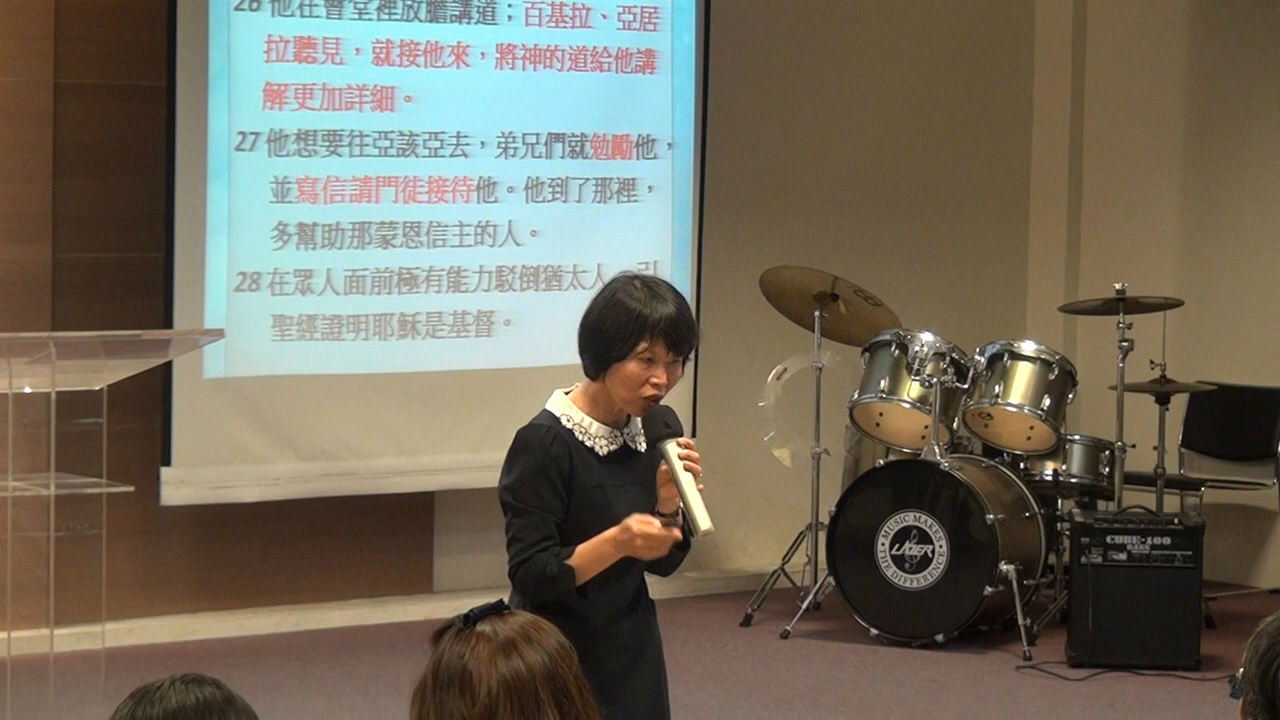 26 他在會堂裡放膽講道；百基拉、亞居
拉聽見，就接他來，將神的道給他講
解更加詳細。
27 他想要往亞該亞去，弟兄們就勉勵他，
並寫信請門徒接待他。他到了那裡，
多幫助那蒙恩信主的人。
28 在眾人面前極有能力駁倒猶太人，引
聖經證明耶穌是基督。
MUSIC MAKES
LAZER
THE DIFFERENCE
CUBE-100
BASS